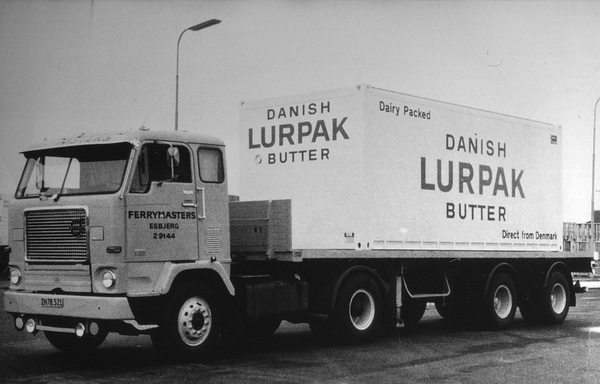 DANISH
LURPAK
BUTTER
Dairy Packed
DANISH
LURPAK
BUTTER
Direct from Denmark
FERRYMASTERS
ESBJERG
2 9144